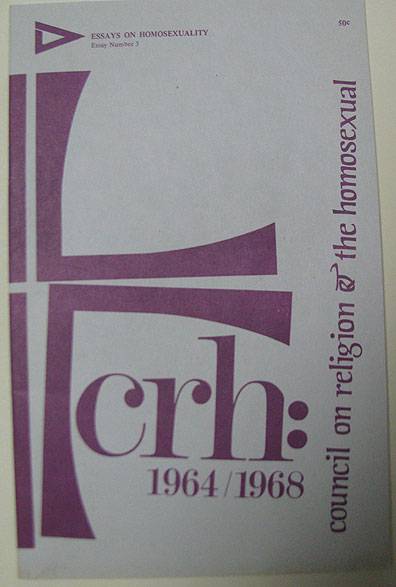 ESSAYS ON HOMOSEXUALITY
Essay Number 3
50¢
council on religion & the homosexual
crh:
1964/1968